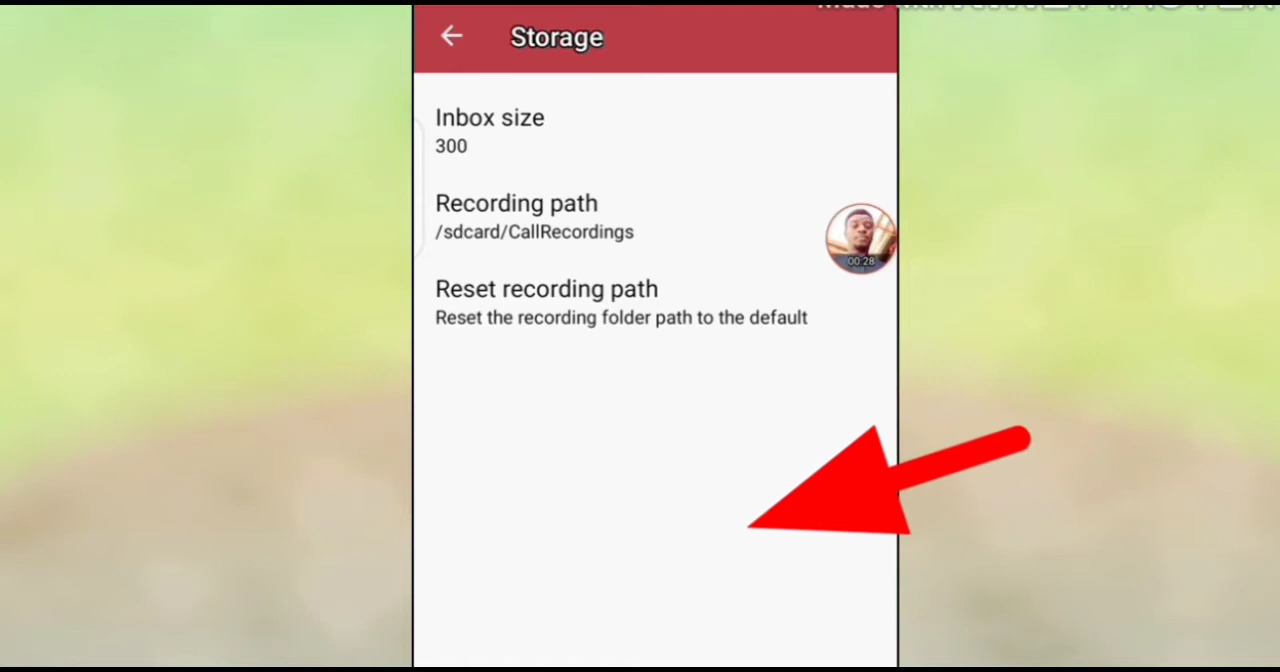 Storage
Inbox size
300
Recording path
/sdcard/CallRecordings
00:28
Reset recording path
Reset the recording folder path to the default